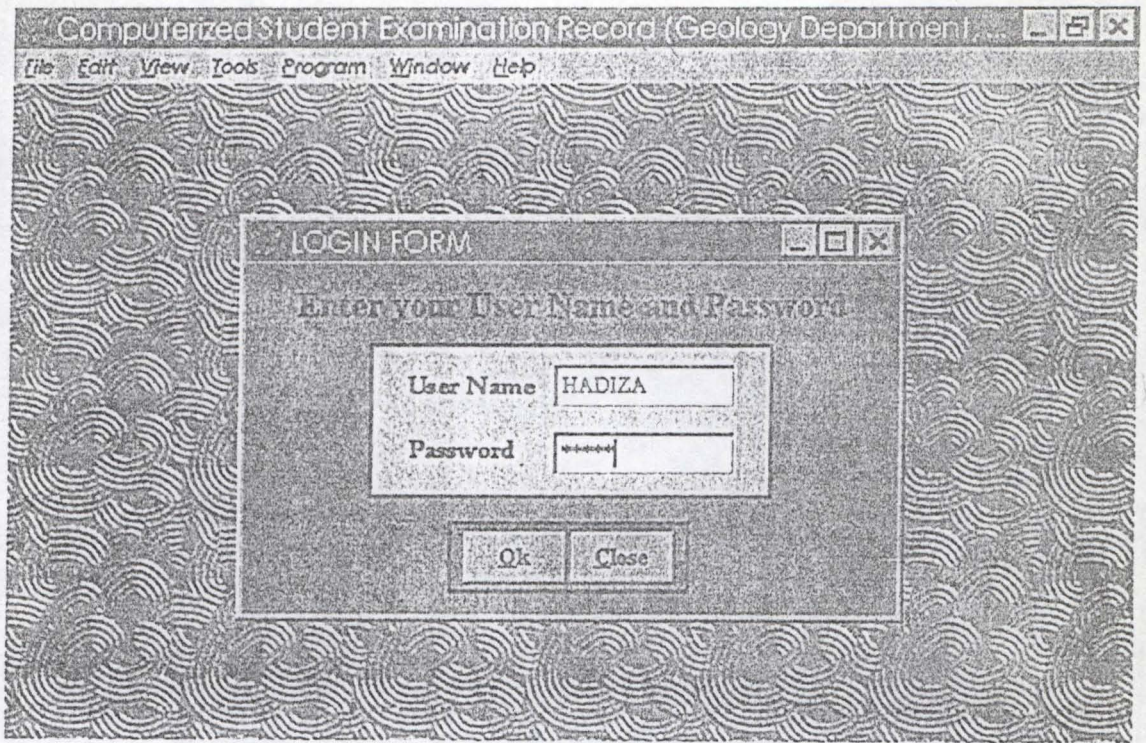 Computerized Student Examination Record (Geology Department, ...
File Edit View Tools Program Window Help
LOGIN FORM
Enter your User Name and Password
User Name HADIZA
Password *****
Ok Close